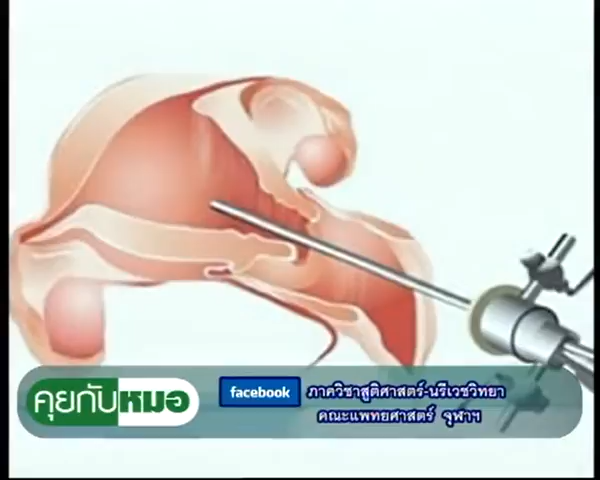 คุยกับหมอ
facebook ภาควิชาสูติศาสตร์-นรีเวชวิทยา
คณะแพทยศาสตร์ จุฬาฯ